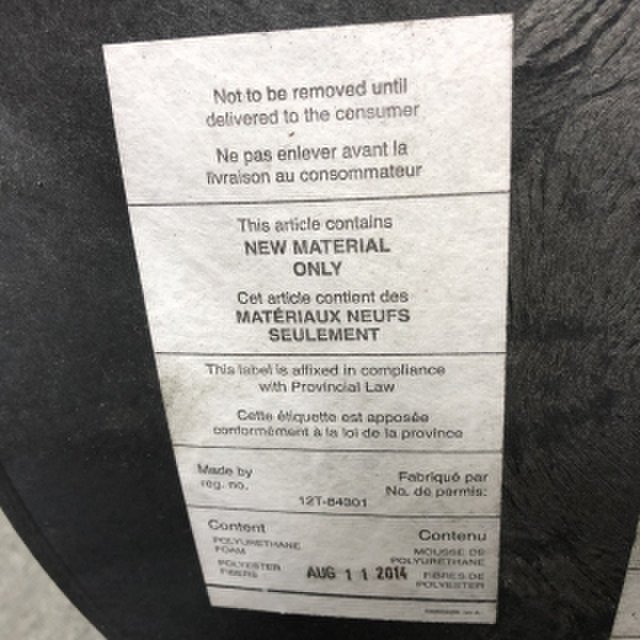 Not to be removed until
delivered to the consumer
Ne pas enlever avant la
livraison au consommateur
This article contains
NEW MATERIAL
ONLY
Cet article contient des
MATÉRIAUX NEUFS
SEULEMENT
This label is affixed in compliance
with Provincial Law
Cette étiquette est apposée
conformément à la loi de la province
Made by
reg. no.
Fabriqué par
No. de permis:
12T-84301
Content
Contenu
POLYURETHANE
FOAM
MOUSSE DE
POLYURETHANE
POLYESTER
FIBERS
AUG 11 2014
FIBRES DE
POLYESTER